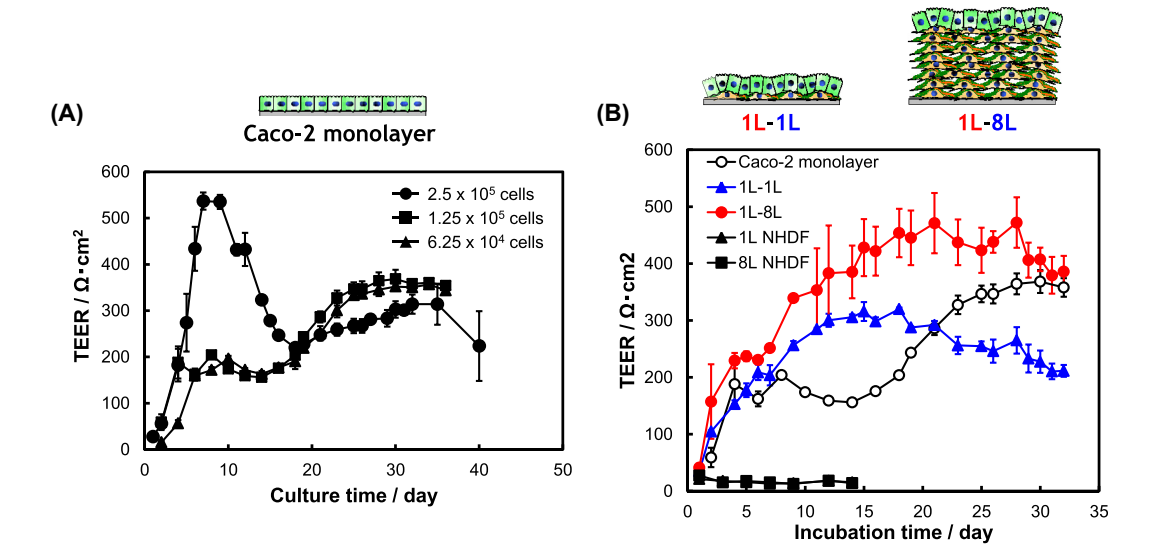 (A)
Caco-2 monolayer
600
500
400
300
200
100
0
TEER / Ω·cm²
2.5 x 10⁵ cells
1.25 x 10⁵ cells
6.25 x 10⁴ cells
0 10 20 30 40 50
Culture time / day
(B)
1L-1L
1L-8L
600
500
400
300
200
100
0
TEER / Ω·cm2
Caco-2 monolayer
1L-1L
1L-8L
1L NHDF
8L NHDF
0 5 10 15 20 25 30 35
Incubation time / day